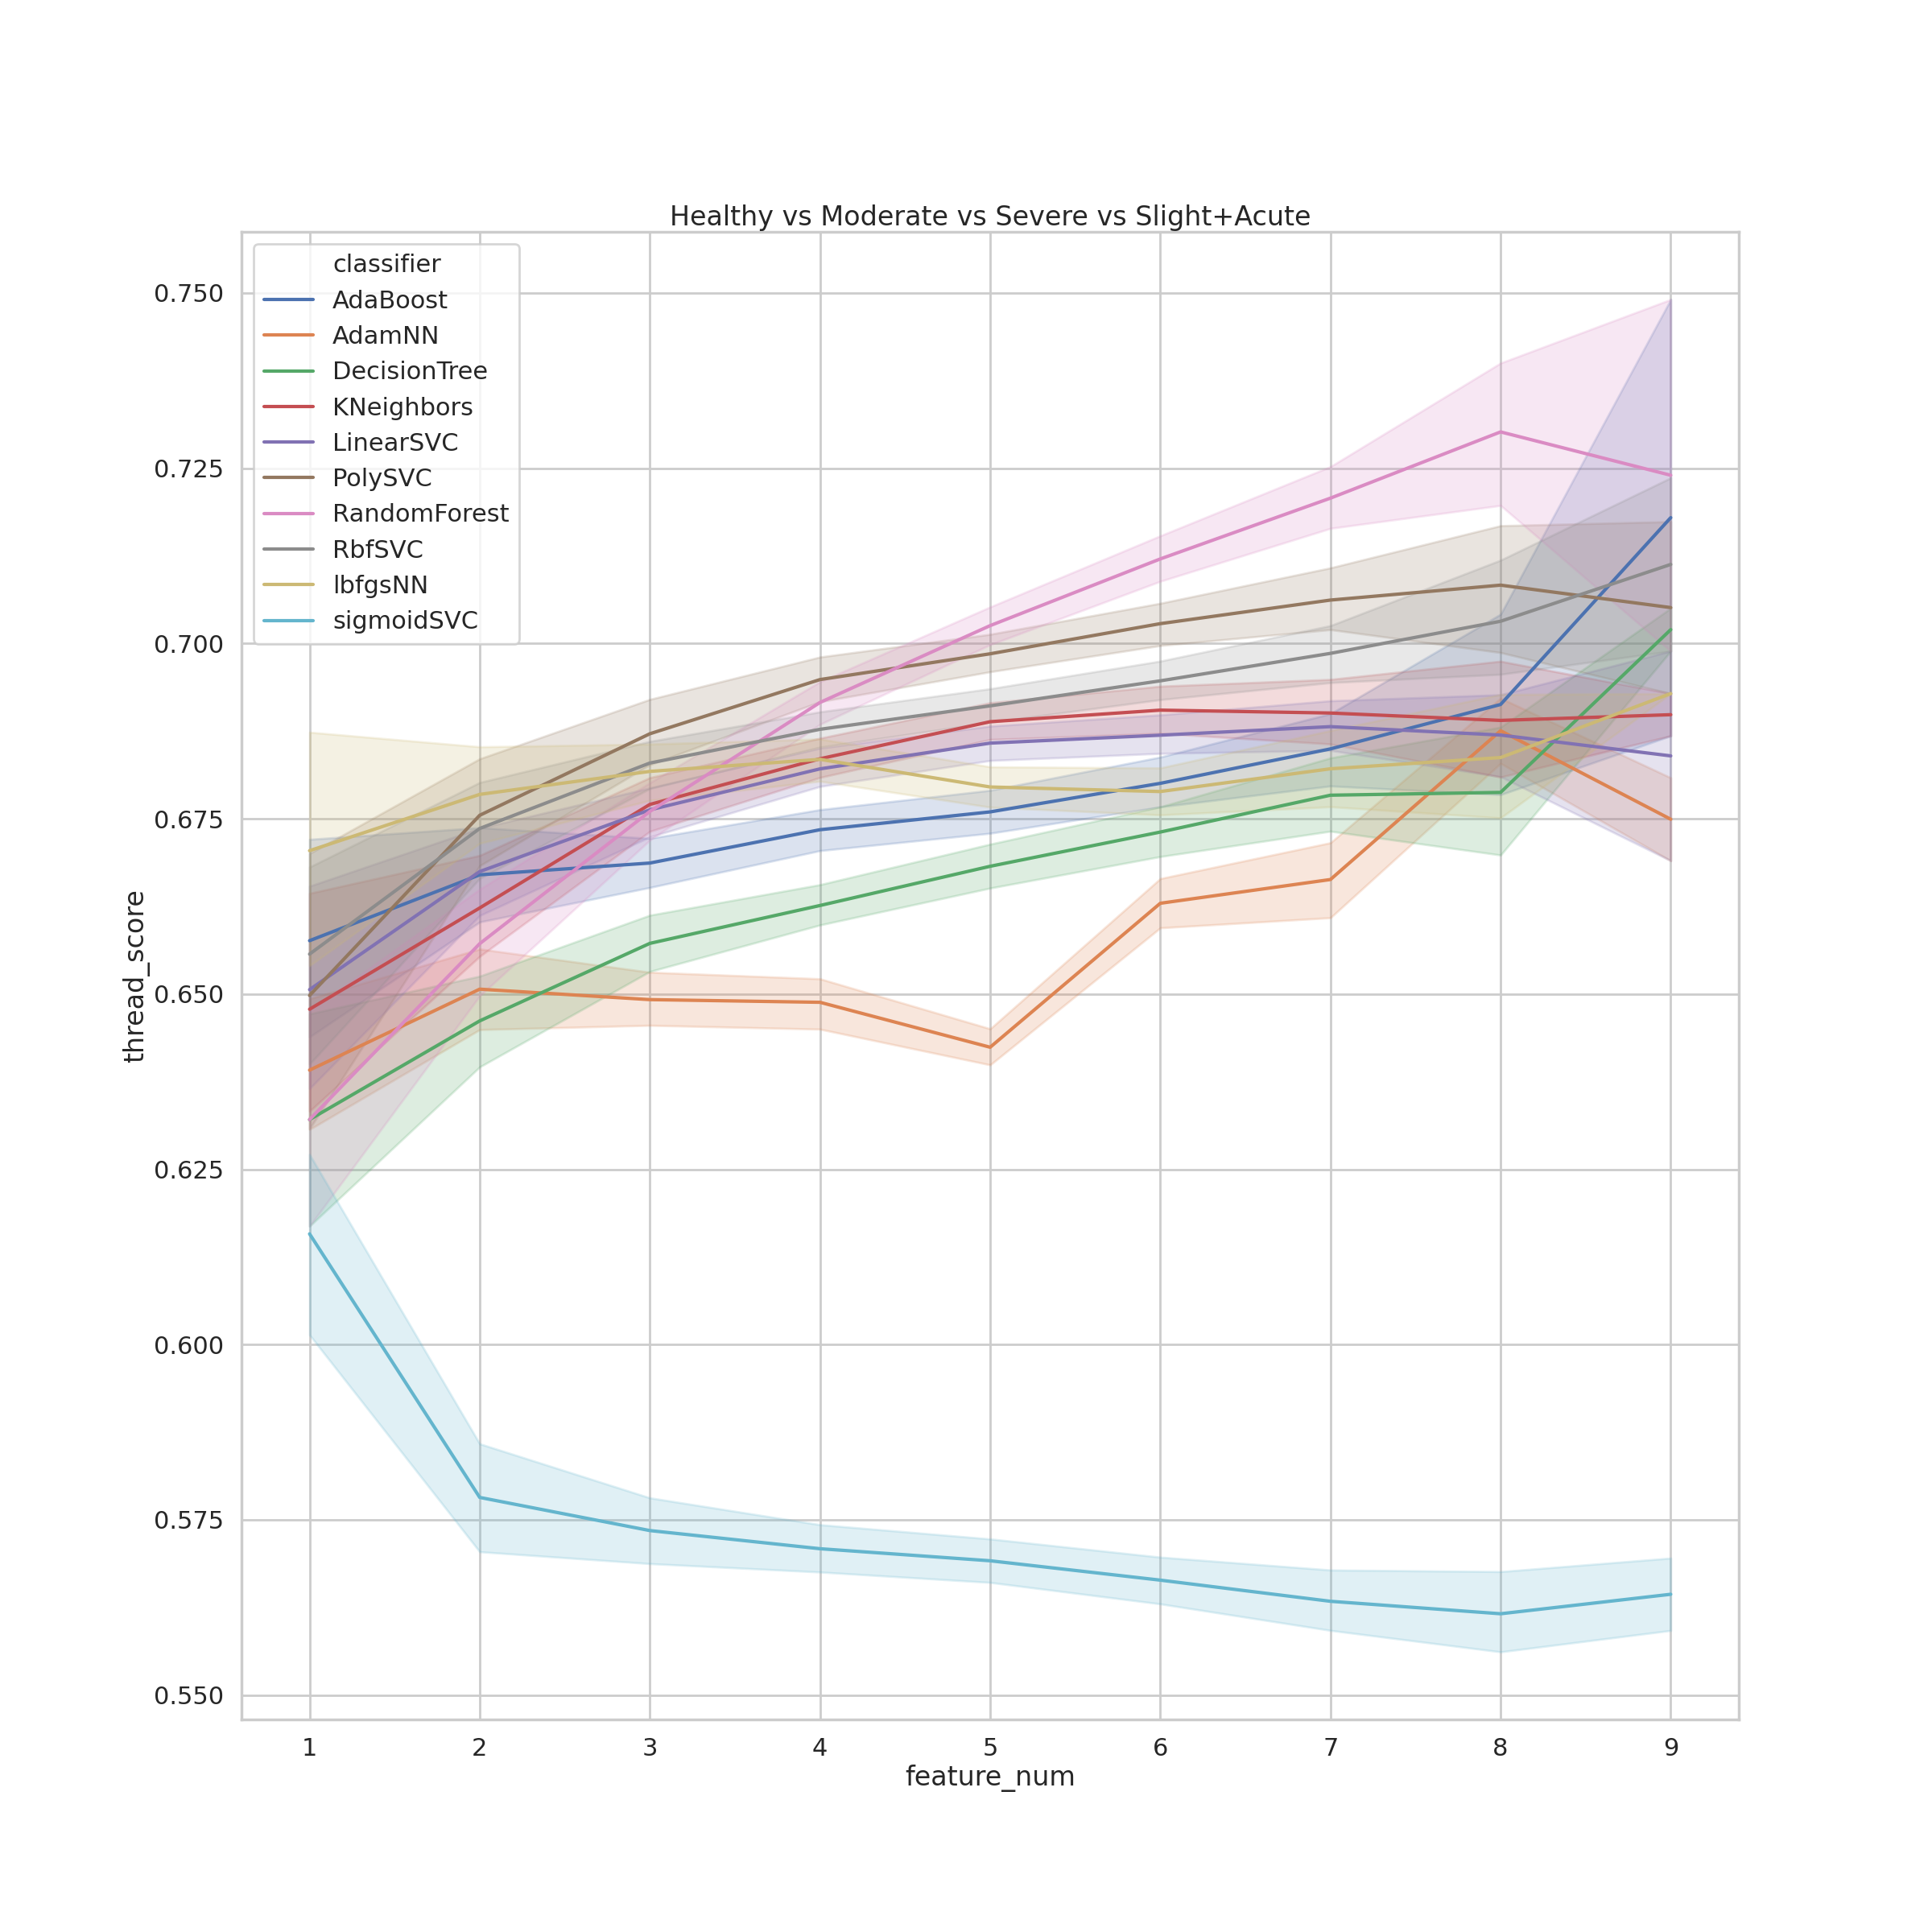 Healthy vs Moderate vs Severe vs Slight+Acute
classifier
AdaBoost
AdamNN
DecisionTree
KNeighbors
LinearSVC
PolySVC
RandomForest
RbfSVC
lbfgsNN
sigmoidSVC
thread_score
0.750
0.725
0.700
0.675
0.650
0.625
0.600
0.575
0.550
1 2 3 4 5 6 7 8 9
feature_num